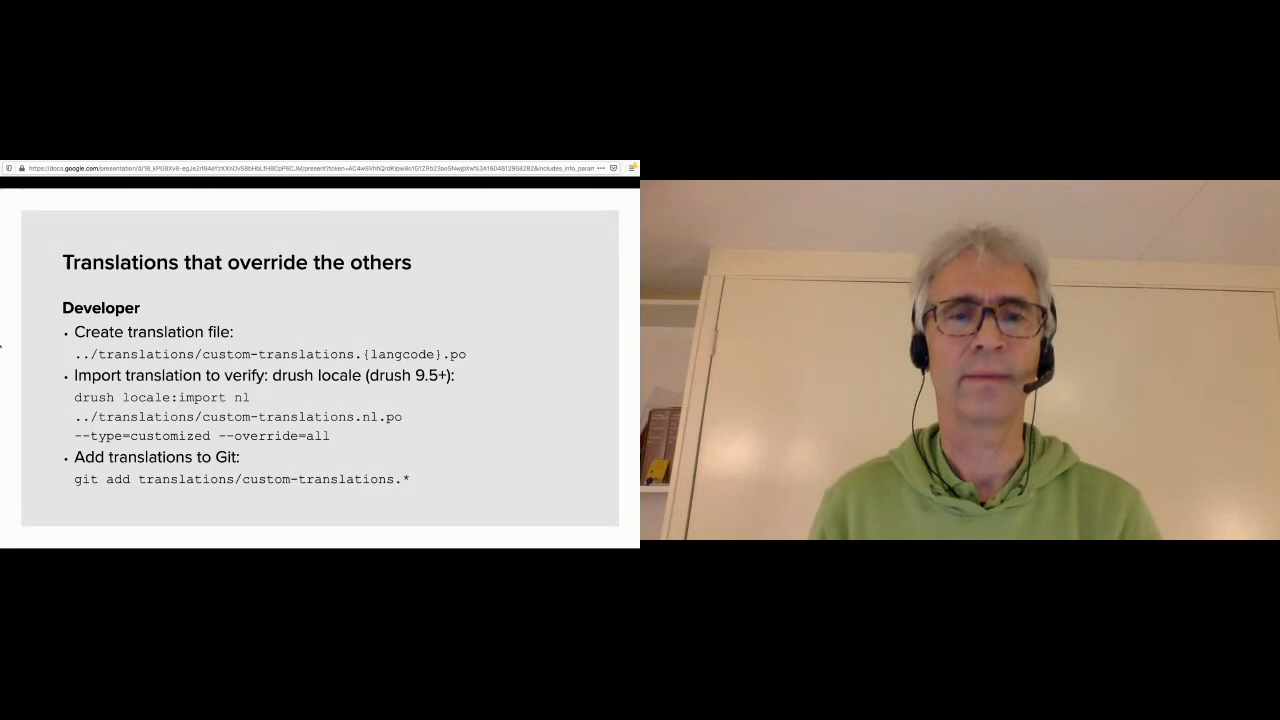 Translations that override the others
Developer
• Create translation file:
../translations/custom-translations.{langcode}.po
• Import translation to verify: drush locale (drush 9.5+):
drush locale:import nl
../translations/custom-translations.nl.po
--type=customized --override=all
• Add translations to Git:
git add translations/custom-translations.*